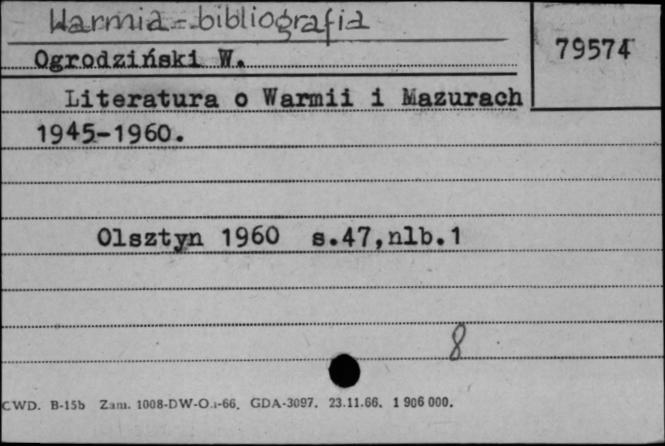 Warmia - bibliografia
Ogrodziński W.
79574
Literatura o Warmii i Mazurach
1945-1960.
Olsztyn 1960 s.47,nlb.1
8
CWD. B-15b Zam. 1008-DW-O.1-66. GDA-3097. 23.11.66. 1 906 000.